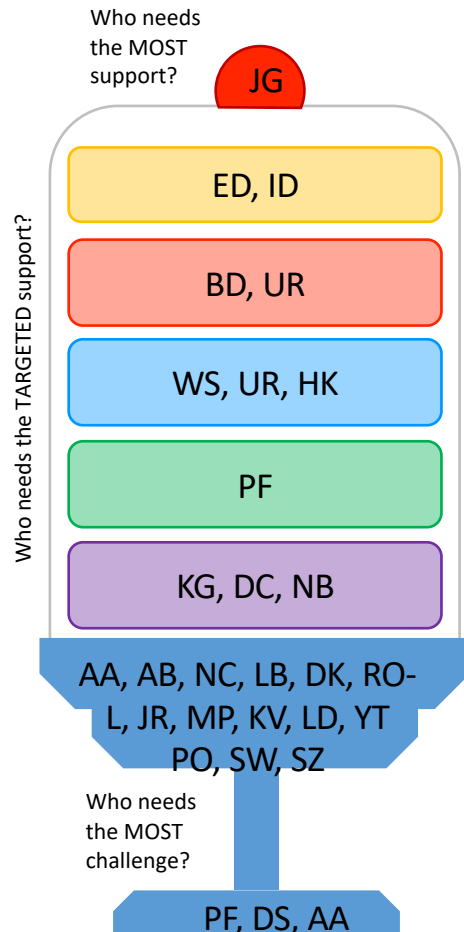 Who needs
the MOST
support?
JG
Who needs the TARGETED support?
ED, ID
BD, UR
WS, UR, HK
PF
KG, DC, NB
AA, AB, NC, LB, DK, RO-
L, JR, MP, KV, LD, YT
PO, SW, SZ
Who needs
the MOST
challenge?
PF, DS, AA